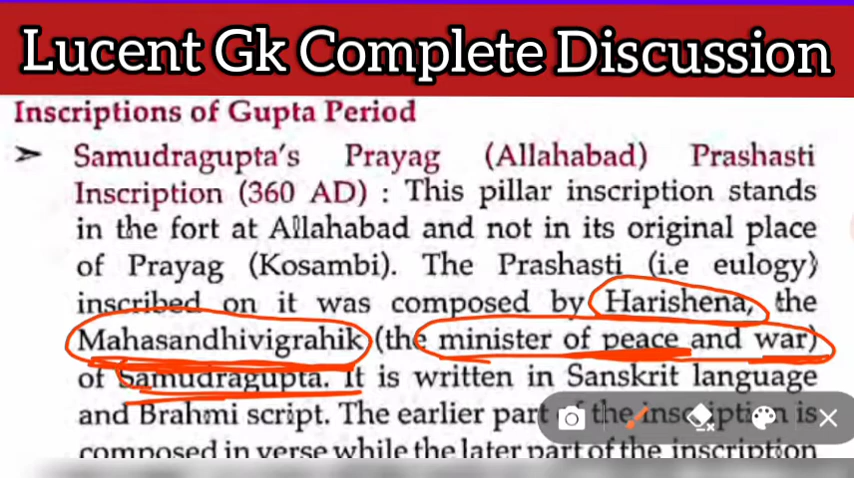 Lucent Gk Complete Discussion
Inscriptions of Gupta Period
➢ Samudragupta's Prayag (Allahabad) Prashasti
Inscription (360 AD) : This pillar inscription stands
in the fort at Allahabad and not in its original place
of Prayag (Kosambi). The Prashasti (i.e eulogy)
inscribed on it was composed by Harishena, the
Mahasandhivigrahik (the minister of peace and war)
of Samudragupta. It is written in Sanskrit language
and Brahmi script. The earlier part of the inscription is
composed in verse while the later part of the inscription